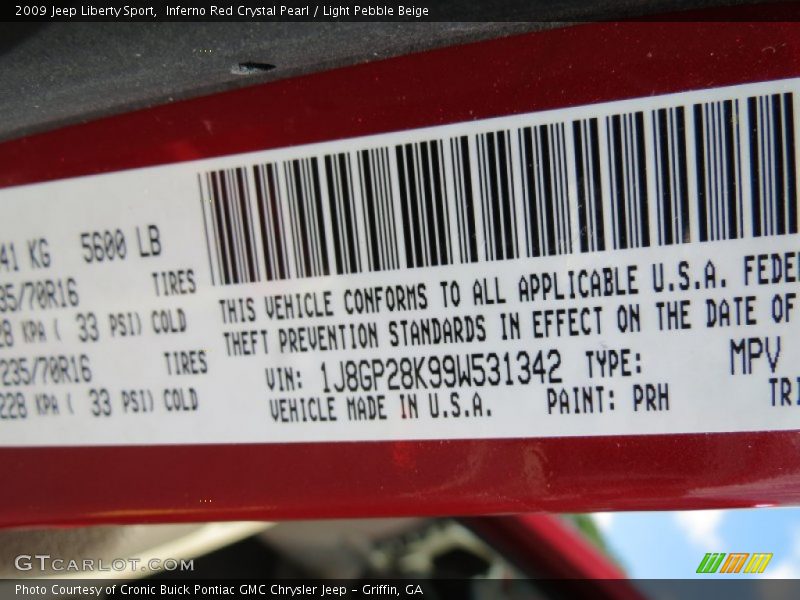 2009 Jeep Liberty Sport,  Inferno Red Crystal Pearl / Light Pebble Beige
41 KG 5600 LB
35/70R16 TIRES
28 KPA ( 33 PSI) COLD
235/70R16 TIRES
228 KPA ( 33 PSI) COLD
THIS VEHICLE CONFORMS TO ALL APPLICABLE U.S.A. FEDE
THEFT PREVENTION STANDARDS IN EFFECT ON THE DATE OF
VIN: 1J8GP28K99W531342 TYPE: MPV
VEHICLE MADE IN U.S.A. PAINT: PRH TRI
GTCARLOT.COM
Photo Courtesy of Cronic Buick Pontiac GMC Chrysler Jeep - Griffin, GA